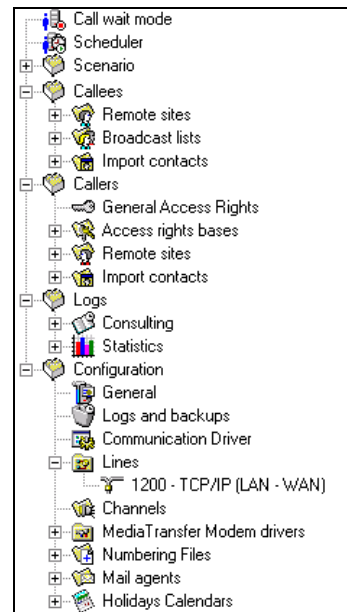 Call wait mode
Scheduler
Scenario
Callees
Remote sites
Broadcast lists
Import contacts
Callers
General Access Rights
Access rights bases
Remote sites
Import contacts
Logs
Consulting
Statistics
Configuration
General
Logs and backups
Communication Driver
Lines
1200 - TCP/IP (LAN - WAN)
Channels
MediaTransfer Modem drivers
Numbering Files
Mail agents
Holidays Calendars